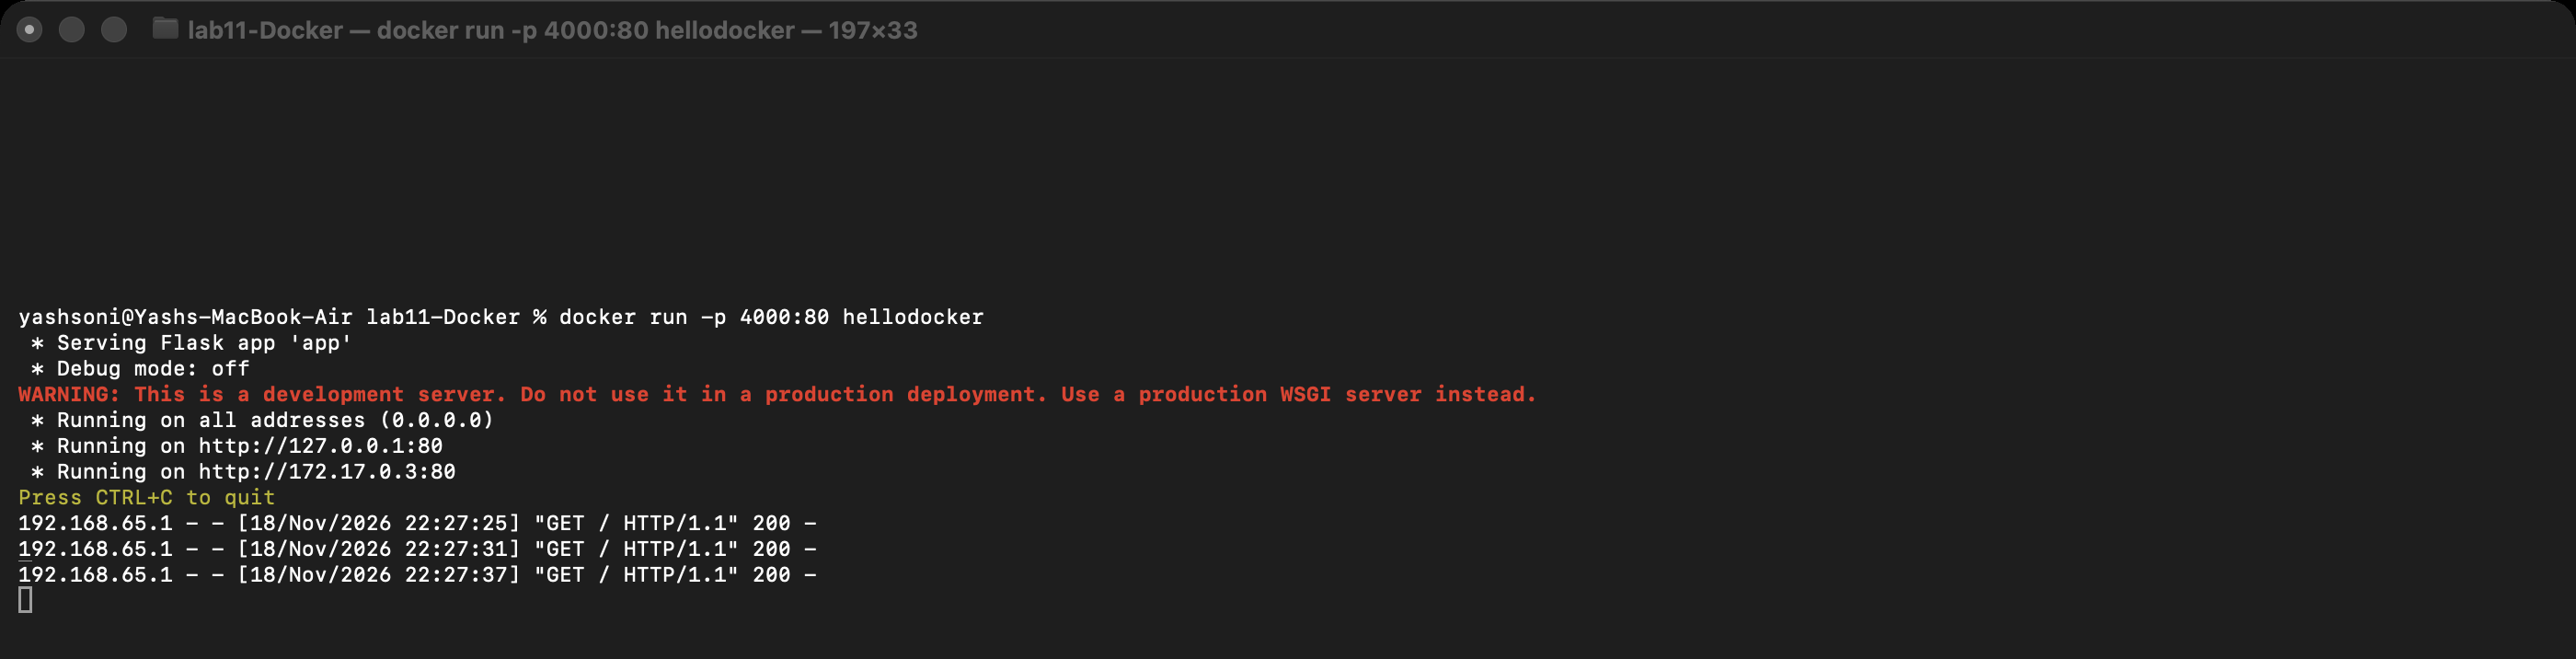 lab11-Docker — docker run -p 4000:80 hellodocker — 197×33
yashsoni@Yashs-MacBook-Air lab11-Docker % docker run -p 4000:80 hellodocker
 * Serving Flask app 'app'
 * Debug mode: off
WARNING: This is a development server. Do not use it in a production deployment. Use a production WSGI server instead.
 * Running on all addresses (0.0.0.0)
 * Running on http://127.0.0.1:80
 * Running on http://172.17.0.3:80
Press CTRL+C to quit
192.168.65.1 - - [18/Nov/2026 22:27:25] "GET / HTTP/1.1" 200 -
192.168.65.1 - - [18/Nov/2026 22:27:31] "GET / HTTP/1.1" 200 -
192.168.65.1 - - [18/Nov/2026 22:27:37] "GET / HTTP/1.1" 200 -